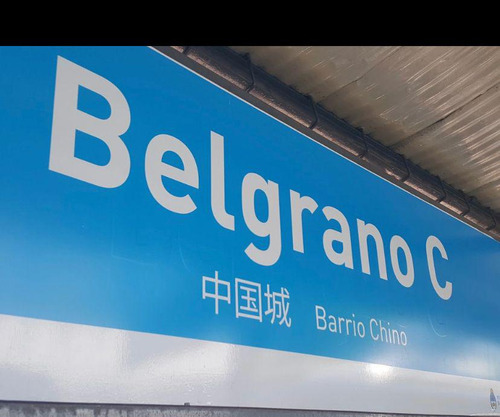 Belgrano C
中国城 Barrio Chino